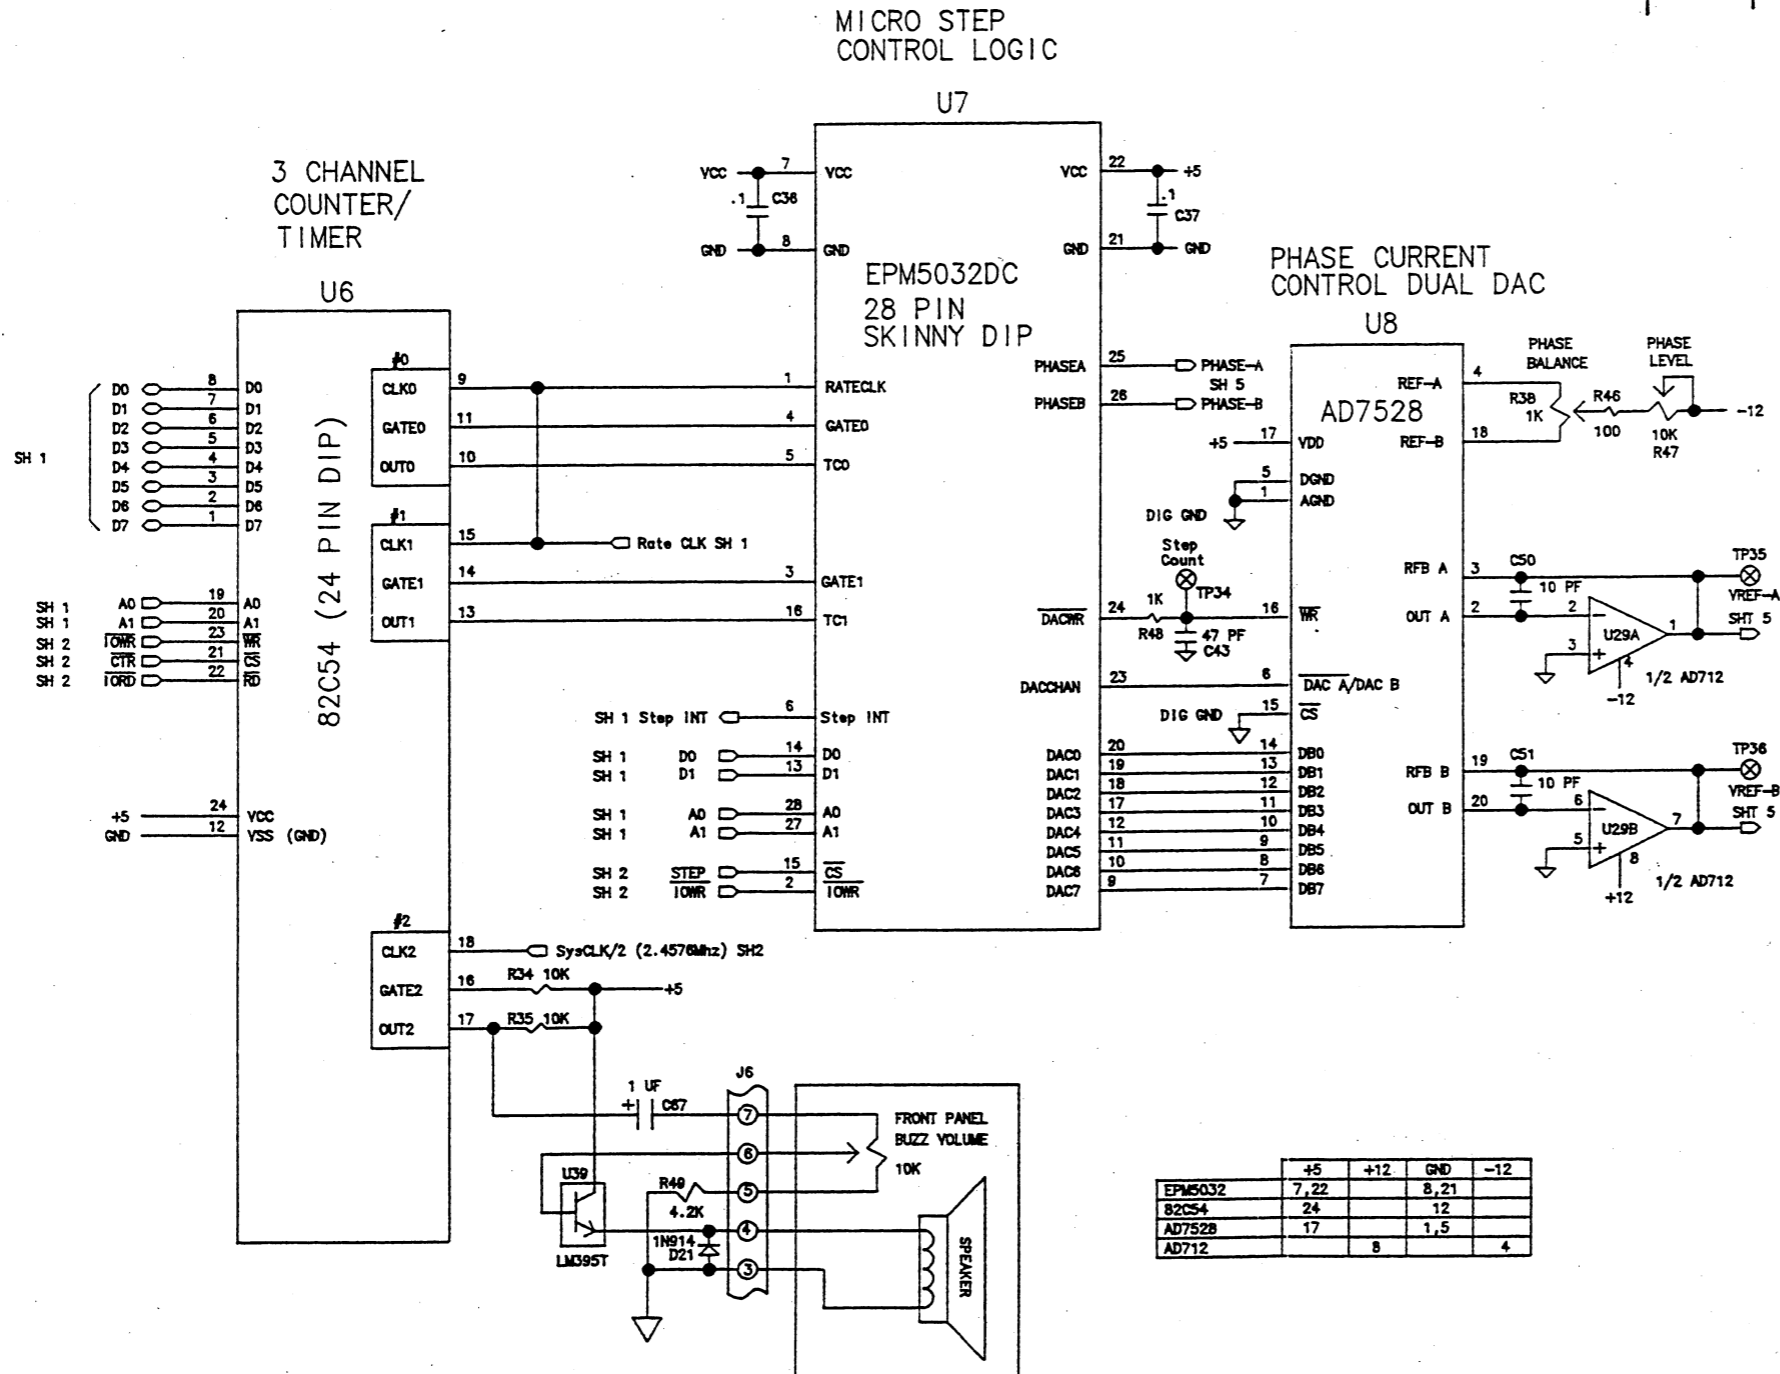 MICRO STEP
CONTROL LOGIC
U7
3 CHANNEL
COUNTER/
TIMER
U6
82C54 (24 PIN DIP)
SH 1
D0 8 D0
D1 7 D1
D2 6 D2
D3 5 D3
D4 4 D4
D5 3 D5
D6 2 D6
D7 1 D7
SH 1 A0 19 A0
SH 1 A1 20 A1
SH 2 IOWR 23 WR
SH 2 CTR 21 CS
SH 2 IORD 22 RD
+5 24 VCC
GND 12 VSS (GND)
#0
CLK0 9
GATE0 11
OUT0 10
#1
CLK1 15
GATE1 14
OUT1 13
Rate CLK SH 1
#2
CLK2 18
SysCLK/2 (2.4576Mhz) SH2
GATE2 16
R34 10K
+5
OUT2 17
R35 10K
VCC 7 VCC
.1 C36
GND 8 GND
EPM5032DC
28 PIN
SKINNY DIP
1 RATECLK
4 GATE0
5 TC0
3 GATE1
16 TC1
SH 1 Step INT 6 Step INT
SH 1 D0 14 D0
SH 1 D1 13 D1
SH 1 A0 28 A0
SH 1 A1 27 A1
SH 2 STEP 15 CS
SH 2 IOWR 2 IOWR
VCC 22 +5
.1
C37
GND 21 GND
PHASEA 25 PHASE-A
SH 5
PHASEB 26 PHASE-B
DACWR 24
1K
R48
Step
Count
TP34
47 PF
C43
DACCHAN 23
DAC0 20
DAC1 19
DAC2 18
DAC3 17
DAC4 12
DAC5 11
DAC6 10
DAC7 9
PHASE CURRENT
CONTROL DUAL DAC
U8
AD7528
+5 17 VDD
5 DGND
1 AGND
DIG GND
16 WR
6 DAC A/DAC B
DIG GND 15 CS
14 DB0
13 DB1
12 DB2
11 DB3
10 DB4
9 DB5
8 DB6
7 DB7
REF-A 4
REF-B 18
PHASE
BALANCE
R38
1K
R46
100
PHASE
LEVEL
10K
R47
-12
RFB A 3
C50
10 PF
OUT A 2
2 -
3 +
U29A
1
4
-12
1/2 AD712
TP35
VREF-A
SHT 5
RFB B 19
C51
10 PF
OUT B 20
6 -
5 +
U29B
7
8
+12
1/2 AD712
TP36
VREF-B
SHT 5
1 UF
+ C67
J6
7
6
5
4
3
U39
LM395T
R49
4.2K
1N914
D21
FRONT PANEL
BUZZ VOLUME
10K
SPEAKER
+5 +12 GND -12
EPM5032 7,22 8,21
82C54 24 12
AD7528 17 1,5
AD712 8 4